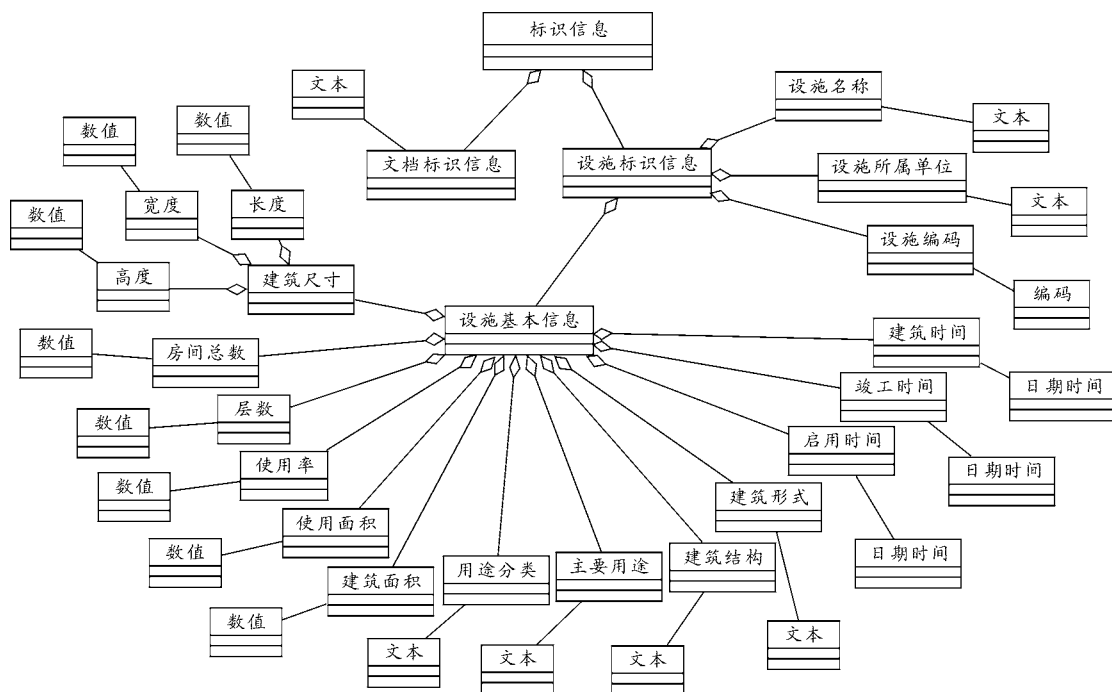 标识信息
文本
设施名称
数值
数值
文本
文档标识信息
设施标识信息
设施所属单位
宽度
长度
文本
数值
设施编码
高度
建筑尺寸
编码
设施基本信息
建筑时间
数值
房间总数
竣工时间
日期时间
数值
层数
启用时间
使用率
日期时间
数值
建筑形式
使用面积
数值
建筑面积
用途分类
主要用途
建筑结构
日期时间
数值
文本
文本
文本
文本